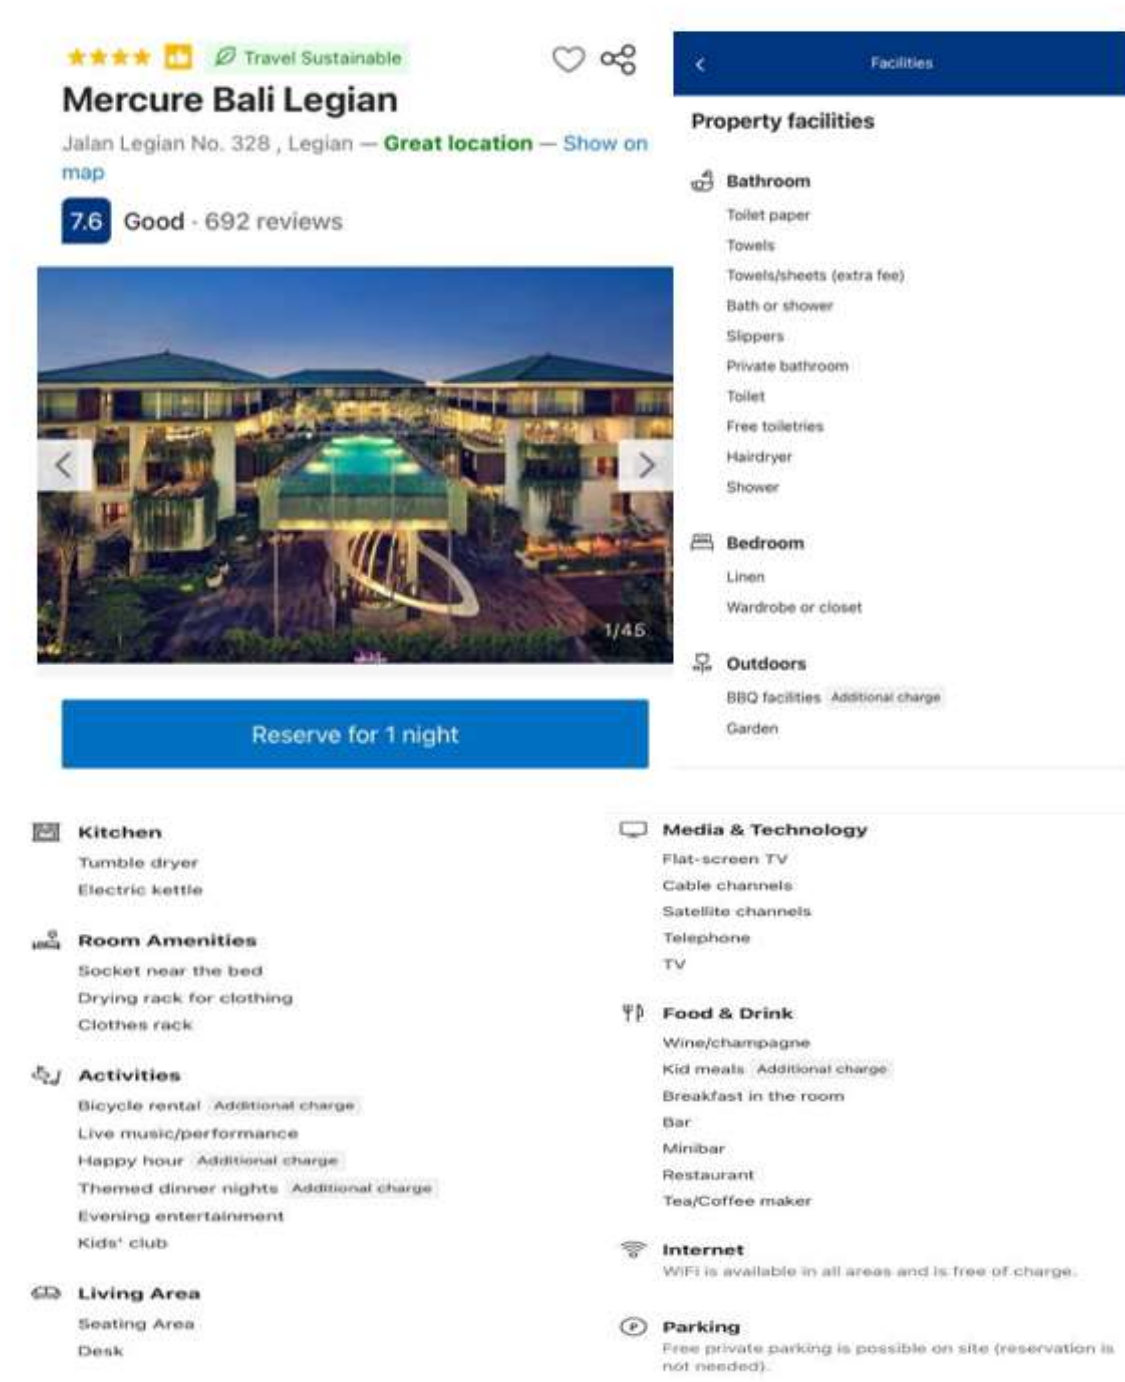 Travel Sustainable
Mercure Bali Legian
Jalan Legian No. 328 , Legian — Great location — Show on
map
7.6 Good · 692 reviews
1/45
Reserve for 1 night
Facilities
Property facilities
Bathroom
Toilet paper
Towels
Towels/sheets (extra fee)
Bath or shower
Slippers
Private bathroom
Toilet
Free toiletries
Hairdryer
Shower
Bedroom
Linen
Wardrobe or closet
Outdoors
BBQ facilities Additional charge
Garden
Kitchen
Tumble dryer
Electric kettle
Room Amenities
Socket near the bed
Drying rack for clothing
Clothes rack
Activities
Bicycle rental Additional charge
Live music/performance
Happy hour Additional charge
Themed dinner nights Additional charge
Evening entertainment
Kids' club
Living Area
Seating Area
Desk
Media & Technology
Flat-screen TV
Cable channels
Satellite channels
Telephone
TV
Food & Drink
Wine/champagne
Kid meals Additional charge
Breakfast in the room
Bar
Minibar
Restaurant
Tea/Coffee maker
Internet
WiFi is available in all areas and is free of charge.
P Parking
Free private parking is possible on site (reservation is
not needed).